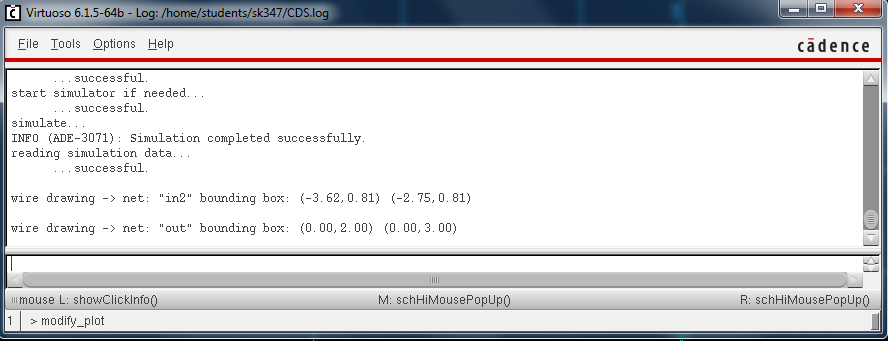 Virtuoso 6.1.5-64b - Log: /home/students/sk347/CDS.log
File Tools Options Help
cādence
...successful.
start simulator if needed...
...successful.
simulate...
INFO (ADE-3071): Simulation completed successfully.
reading simulation data...
...successful.
wire drawing -> net: "in2" bounding box: (-3.62,0.81) (-2.75,0.81)
wire drawing -> net: "out" bounding box: (0.00,2.00) (0.00,3.00)
mouse L: showClickInfo() M: schHiMousePopUp() R: schHiMousePopUp()
1 > modify_plot